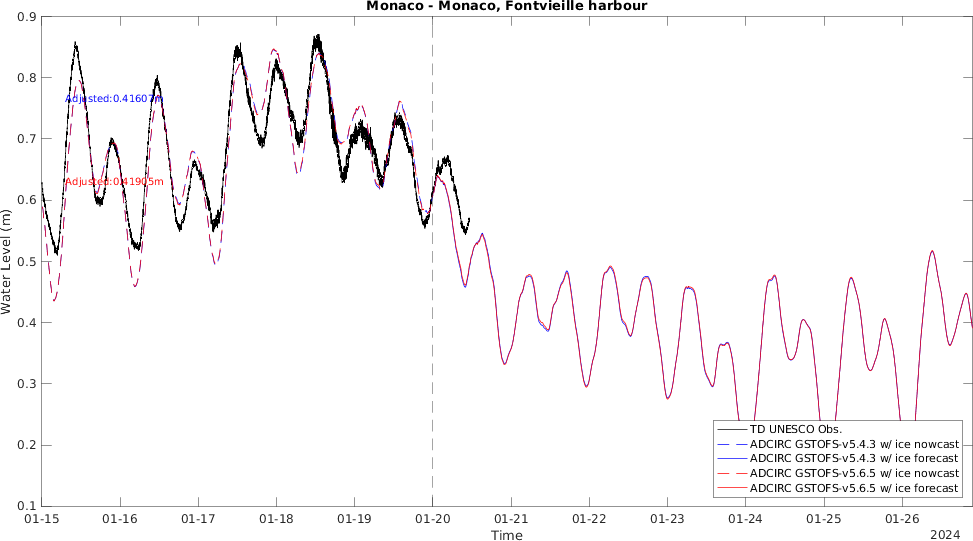 Monaco - Monaco, Fontvieille harbour
0.9
0.8
0.7
0.6
0.5
0.4
0.3
0.2
0.1
Water Level (m)
Adjusted:0.41607m
Adjusted:0.41905m
TD UNESCO Obs.
ADCIRC GSTOFS-v5.4.3 w/ ice nowcast
ADCIRC GSTOFS-v5.4.3 w/ ice forecast
ADCIRC GSTOFS-v5.6.5 w/ ice nowcast
ADCIRC GSTOFS-v5.6.5 w/ ice forecast
01-15 01-16 01-17 01-18 01-19 01-20 01-21 01-22 01-23 01-24 01-25 01-26
Time
2024